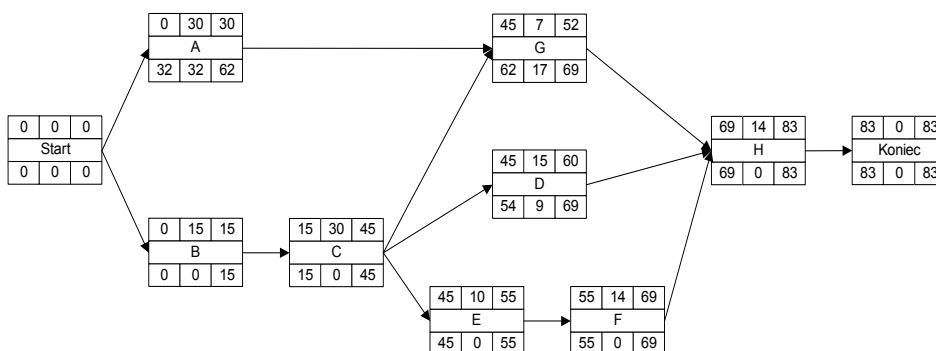 0 30 30
A
32 32 62
45 7 52
G
62 17 69
0 0 0
Start
0 0 0
69 14 83
H
69 0 83
83 0 83
Koniec
83 0 83
45 15 60
D
54 9 69
0 15 15
B
0 0 15
15 30 45
C
15 0 45
45 10 55
E
45 0 55
55 14 69
F
55 0 69